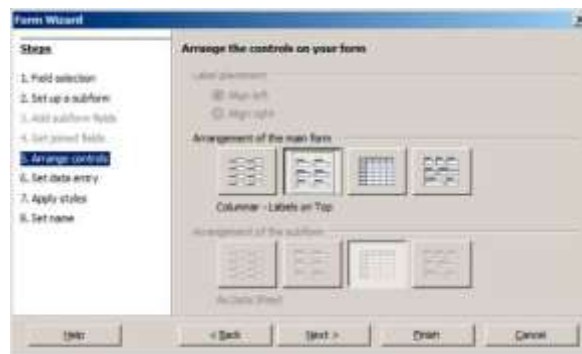 Form Wizard
Steps
1. Field selection
2. Set up a subform
3. Add subform fields
4. Get joined fields
5. Arrange controls
6. Set data entry
7. Apply styles
8. Set name
Arrange the controls on your form
Label placement
Align left
Align right
Arrangement of the main form
Columnar - Labels on Top
Arrangement of the subform
As Data Sheet
Help
< Back
Next >
Finish
Cancel